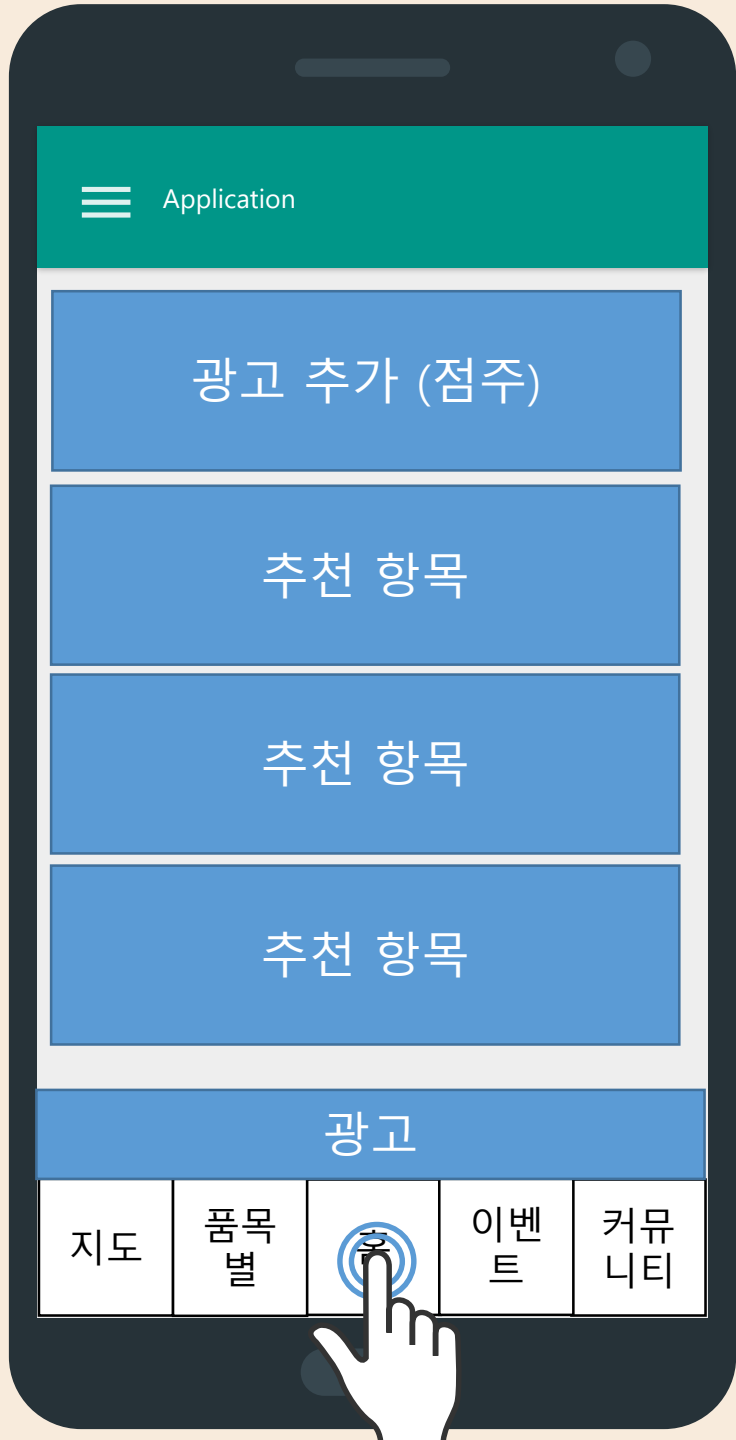 Application
광고 추가 (점주)
추천 항목
추천 항목
추천 항목
광고
지도
품목
별
홈
이벤
트
커뮤
니티